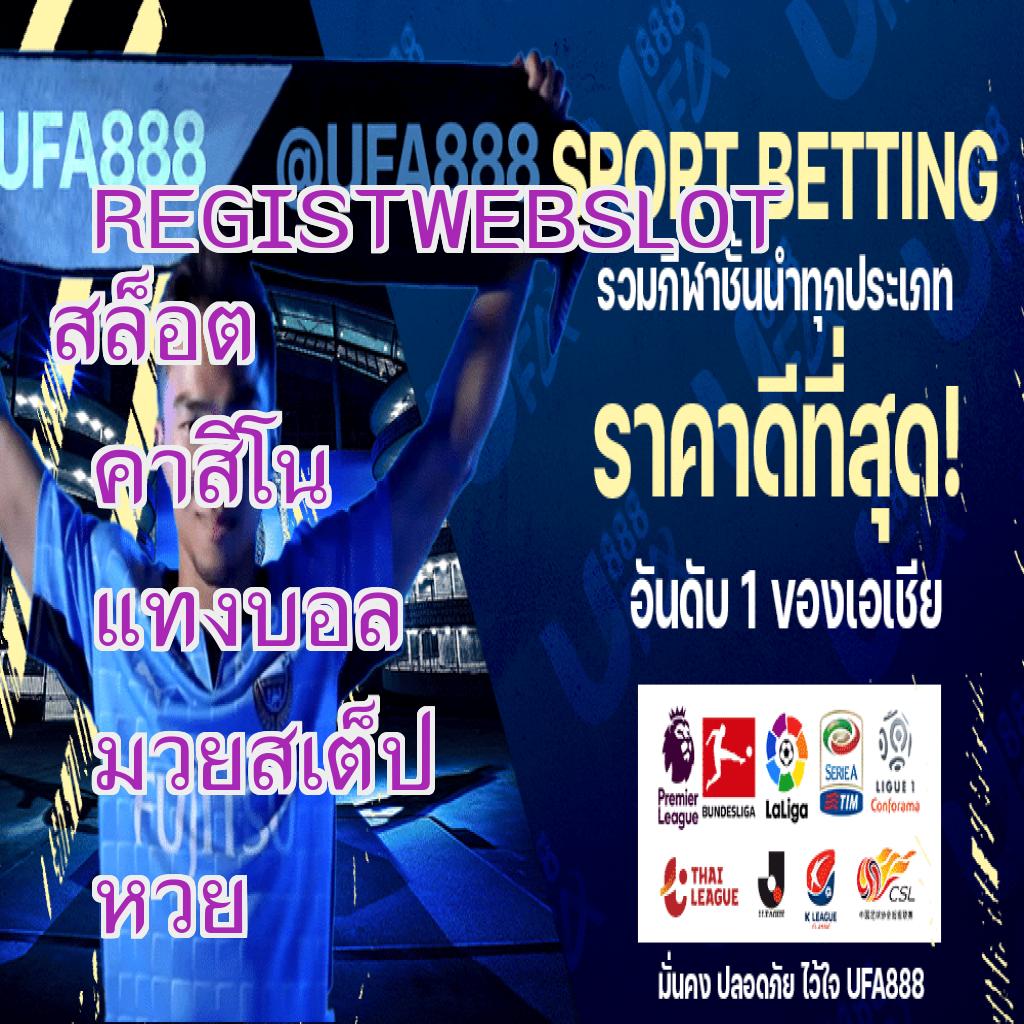 UFA888
@UFA888
SPORT BETTING
REGISTWEBSLOT
รวมกีฬาชั้นนำทุกประเภท
สล็อต
ราคาดีที่สุด!
คาสิโน
อันดับ 1 ของเอเชีย
แทงบอล
มวยสเต็ป
FUJITSU
หวย
Premier
League
BUNDESLIGA
LaLiga
SERIE A
TIM
LIGUE 1
Conforama
THAI
LEAGUE
J.LEAGUE
K LEAGUE
CSL
มั่นคง ปลอดภัย ไว้ใจ UFA888